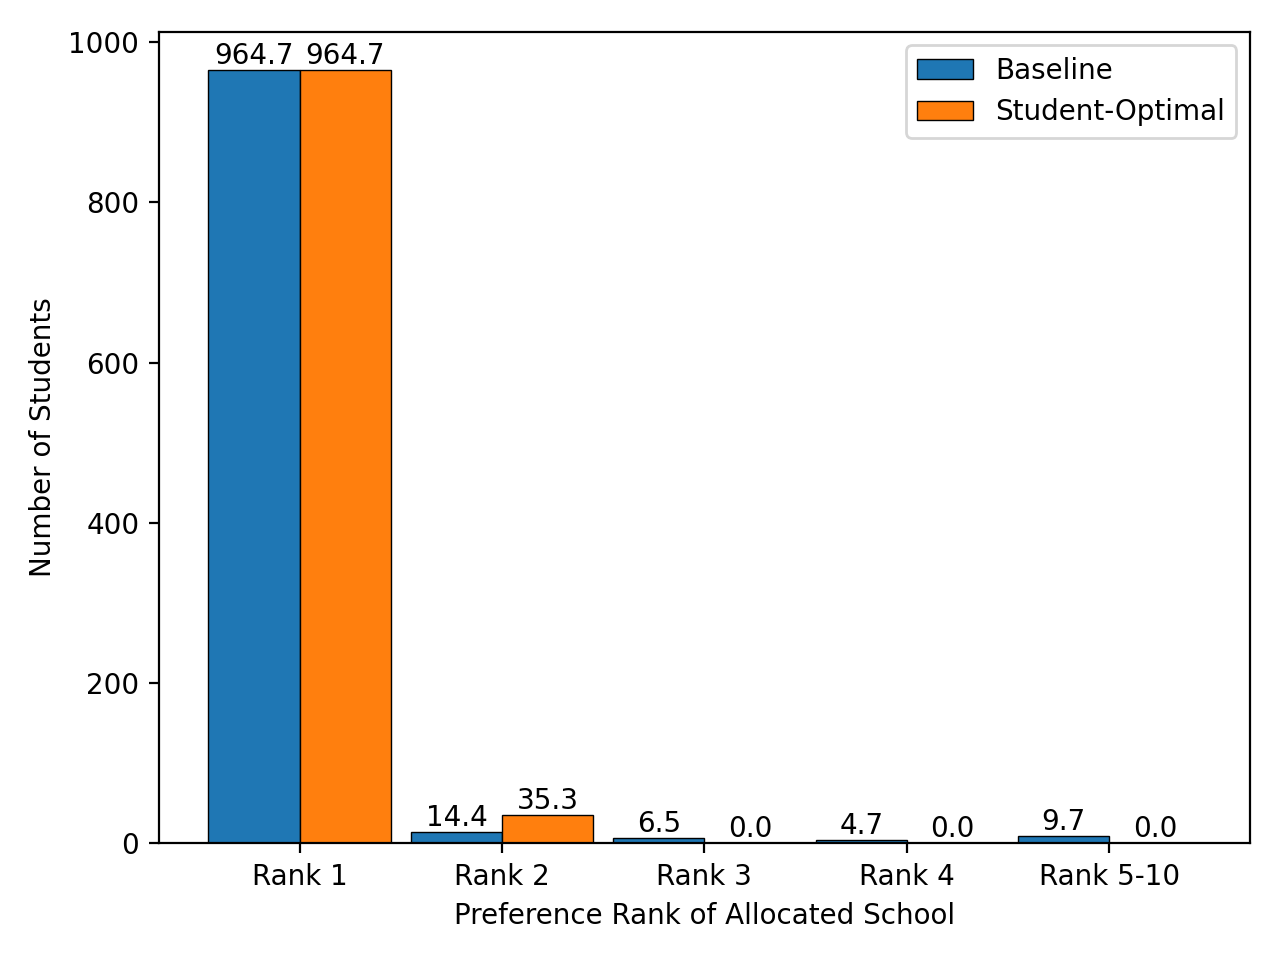 1000
800
600
400
200
0
Number of Students
964.7 964.7
14.4 35.3
6.5 0.0
4.7 0.0
9.7 0.0
Baseline
Student-Optimal
Rank 1 Rank 2 Rank 3 Rank 4 Rank 5-10
Preference Rank of Allocated School